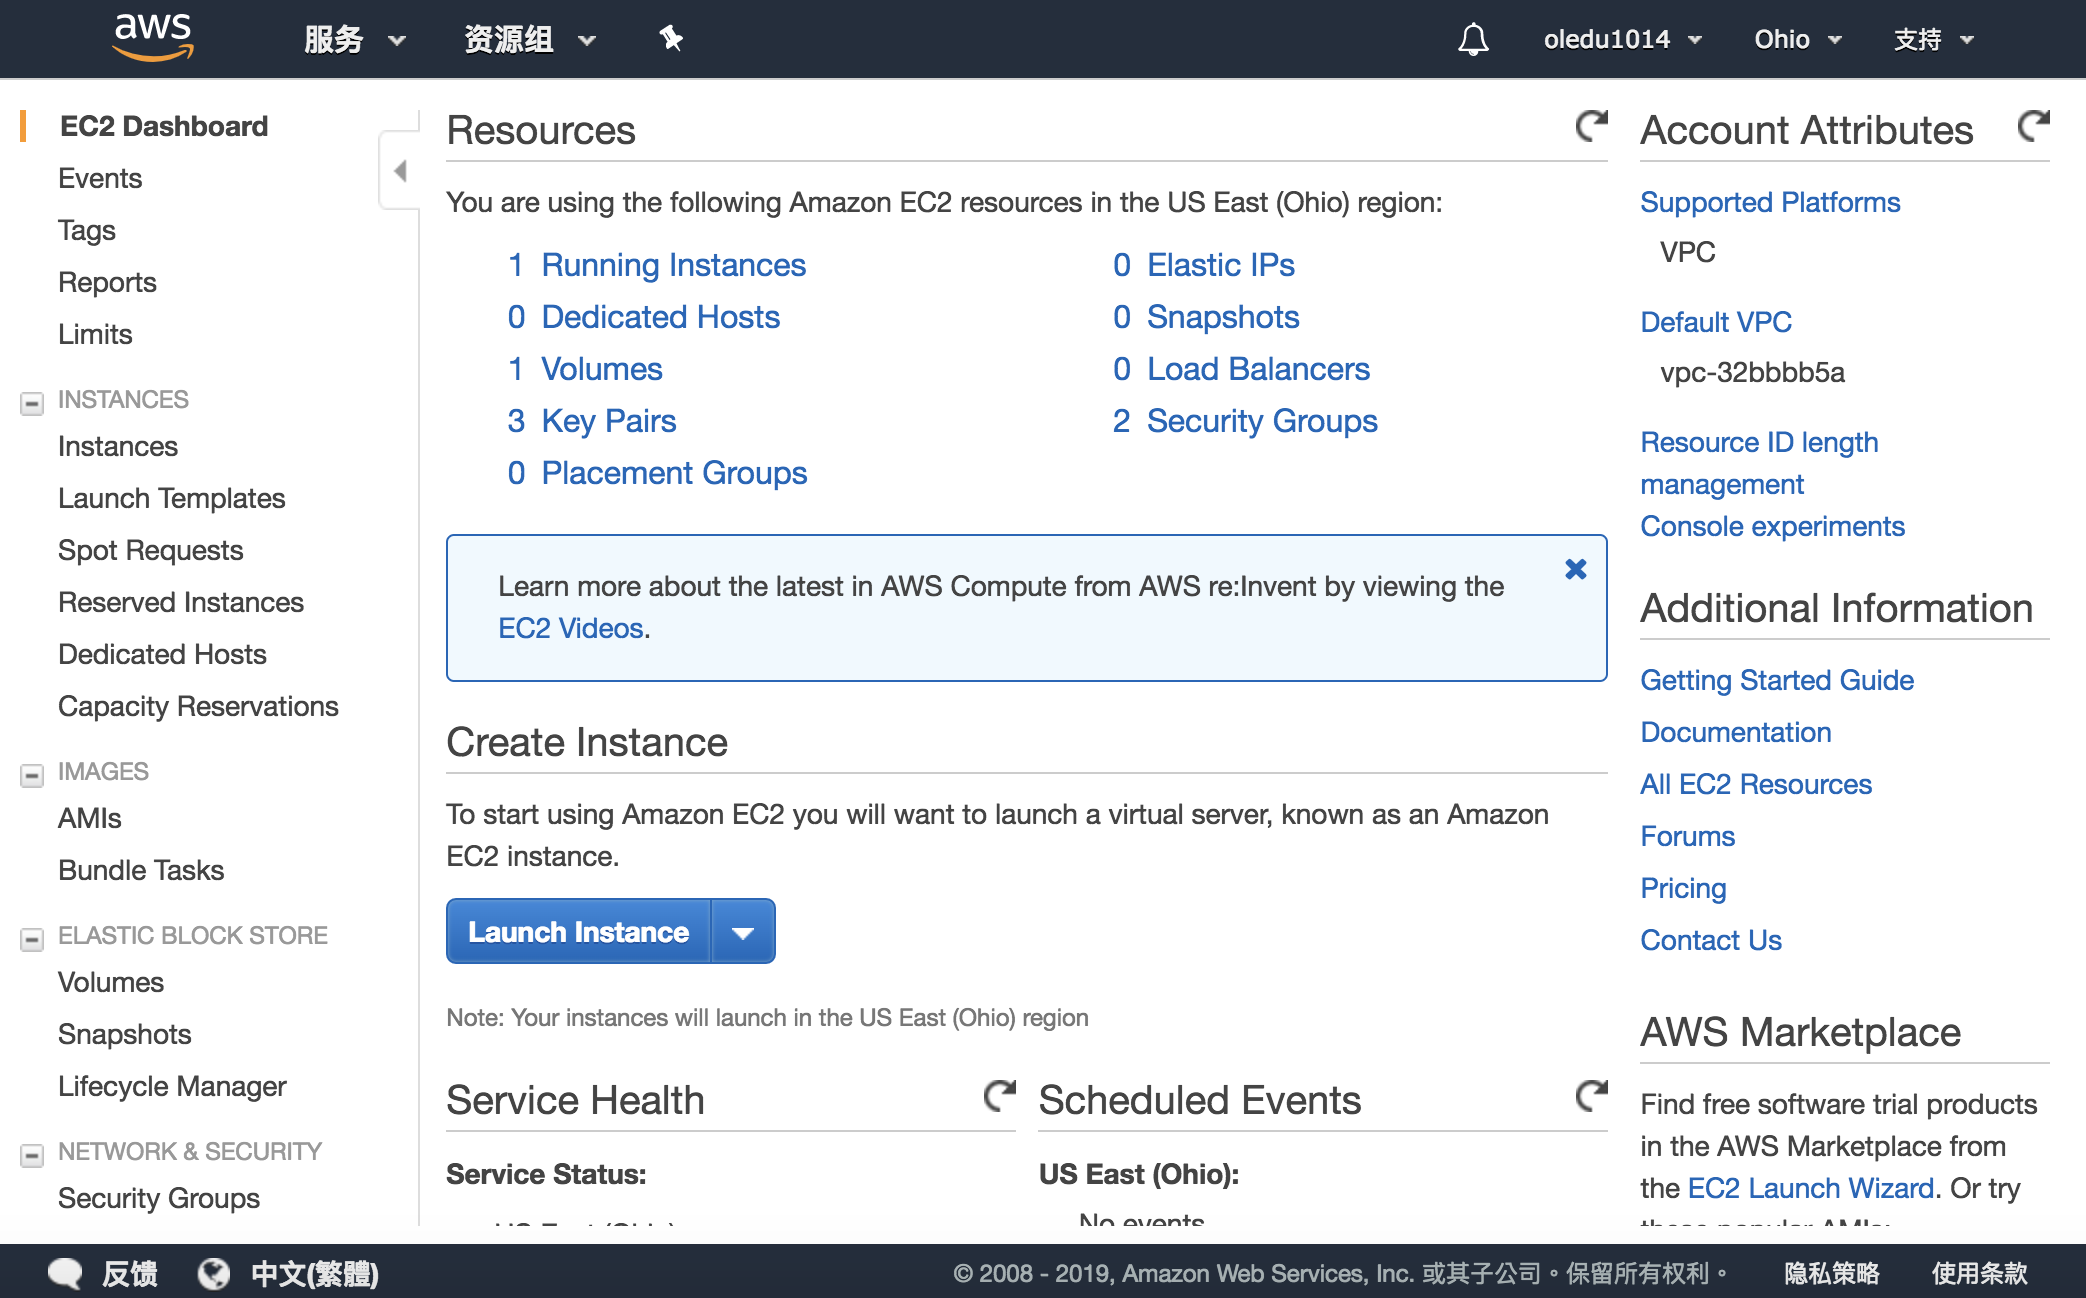 aws
服务
资源组
oledu1014
Ohio
支持
EC2 Dashboard
Events
Tags
Reports
Limits
INSTANCES
Instances
Launch Templates
Spot Requests
Reserved Instances
Dedicated Hosts
Capacity Reservations
IMAGES
AMIs
Bundle Tasks
ELASTIC BLOCK STORE
Volumes
Snapshots
Lifecycle Manager
NETWORK & SECURITY
Security Groups
Resources
You are using the following Amazon EC2 resources in the US East (Ohio) region:
1 Running Instances
0 Elastic IPs
0 Dedicated Hosts
0 Snapshots
1 Volumes
0 Load Balancers
3 Key Pairs
2 Security Groups
0 Placement Groups
Learn more about the latest in AWS Compute from AWS re:Invent by viewing the
EC2 Videos.
Create Instance
To start using Amazon EC2 you will want to launch a virtual server, known as an Amazon
EC2 instance.
Launch Instance
Note: Your instances will launch in the US East (Ohio) region
Service Health
Service Status:
US East (Ohio)
Scheduled Events
US East (Ohio):
No events
Account Attributes
Supported Platforms
VPC
Default VPC
vpc-32bbbb5a
Resource ID length
management
Console experiments
Additional Information
Getting Started Guide
Documentation
All EC2 Resources
Forums
Pricing
Contact Us
AWS Marketplace
Find free software trial products
in the AWS Marketplace from
the EC2 Launch Wizard. Or try
these popular AMIs:
反馈
中文(繁體)
© 2008 - 2019, Amazon Web Services, Inc. 或其子公司。保留所有权利。
隐私策略
使用条款